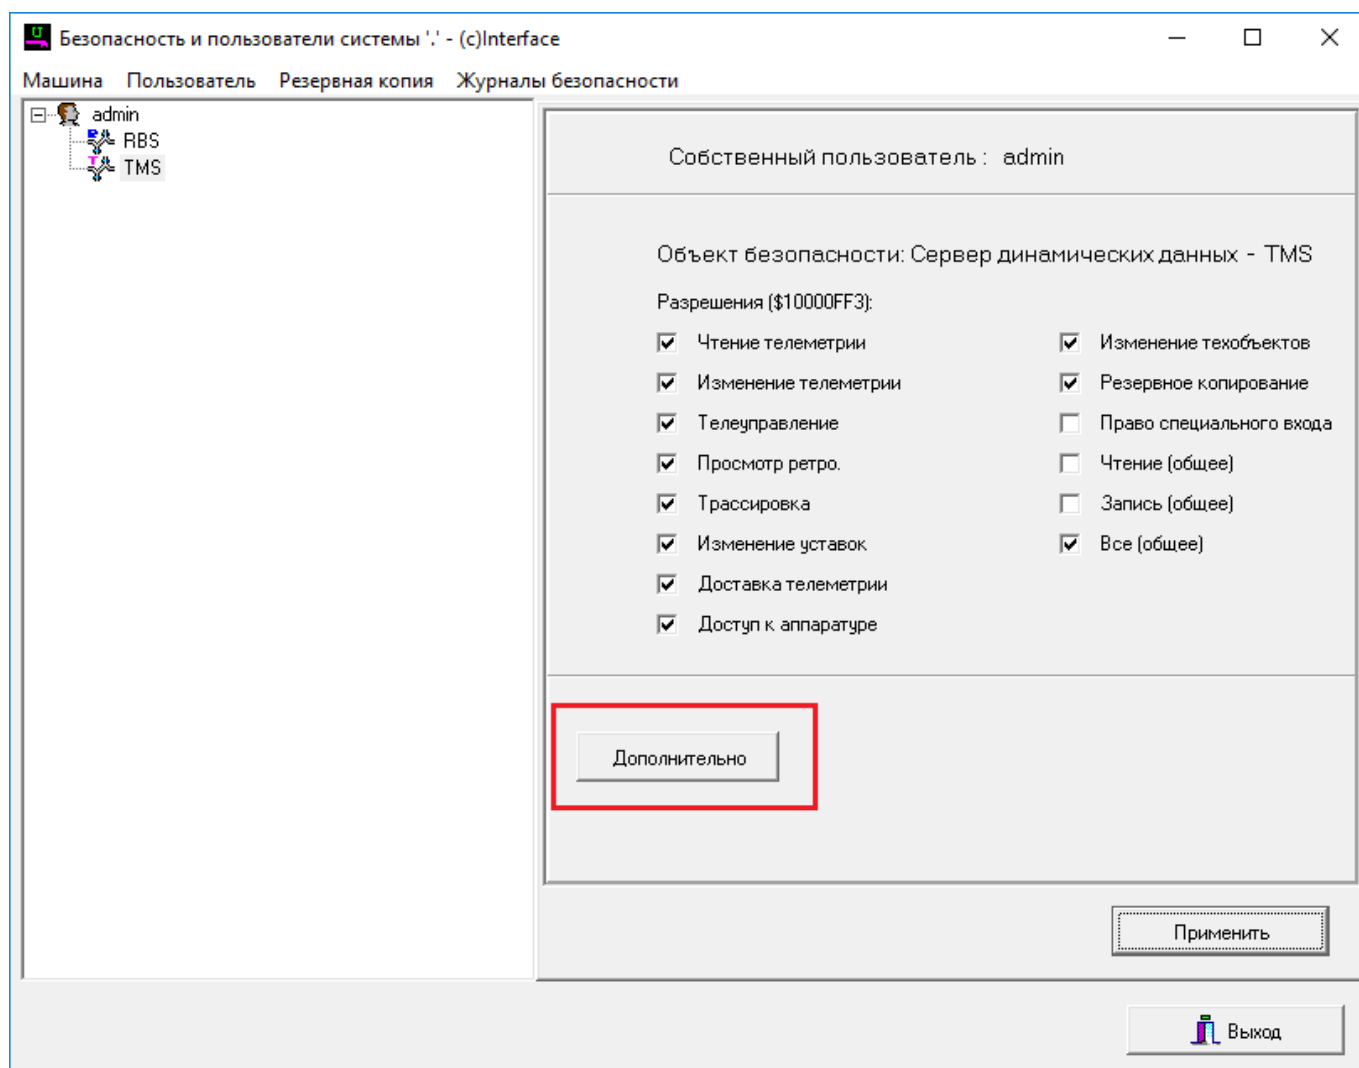 Безопасность и пользователи системы '.' - (c)Interface
Машина Пользователь Резервная копия Журналы безопасности
admin
RBS
TMS
Собственный пользователь : admin
Объект безопасности: Сервер динамических данных - TMS
Разрешения ($10000FF3):
Чтение телеметрии
Изменение телеметрии
Телеуправление
Просмотр ретро.
Трассировка
Изменение уставок
Доставка телеметрии
Доступ к аппаратуре
Изменение техобъектов
Резервное копирование
Право специального входа
Чтение (общее)
Запись (общее)
Все (общее)
Дополнительно
Применить
Выход